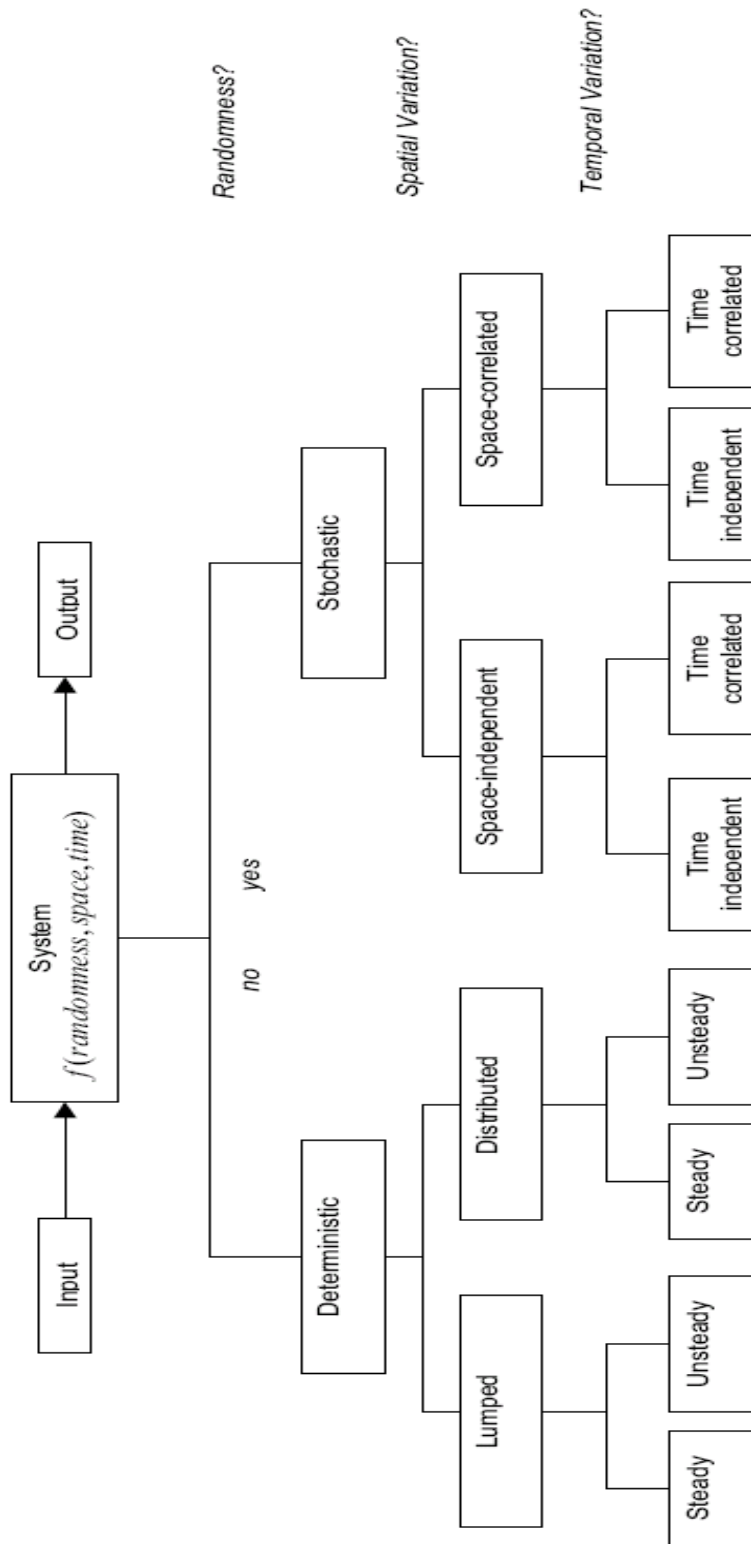 Input
System
f(randomness, space, time)
Output
Randomness?
no
yes
Deterministic
Stochastic
Spatial Variation?
Lumped
Distributed
Space-independent
Space-correlated
Temporal Variation?
Steady
Unsteady
Steady
Unsteady
Time
independent
Time
correlated
Time
independent
Time
correlated